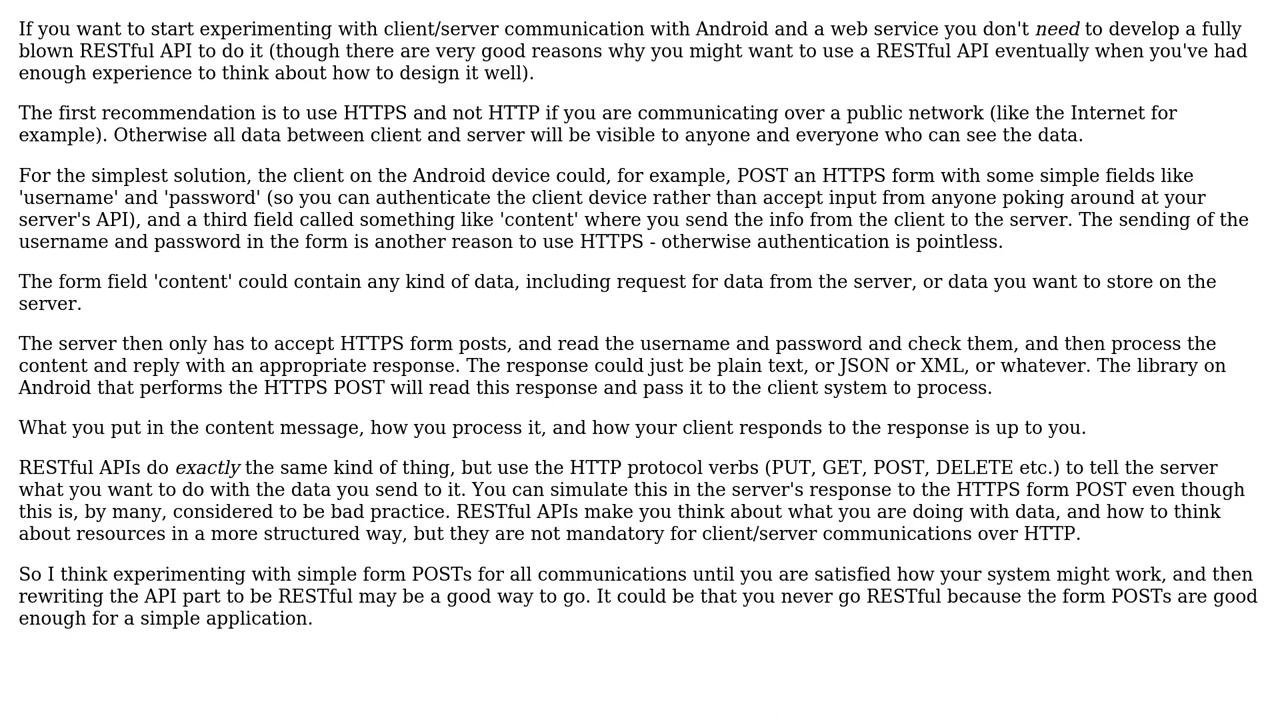 If you want to start experimenting with client/server communication with Android and a web service you don't need to develop a fully
blown RESTful API to do it (though there are very good reasons why you might want to use a RESTful API eventually when you've had
enough experience to think about how to design it well).
The first recommendation is to use HTTPS and not HTTP if you are communicating over a public network (like the Internet for
example). Otherwise all data between client and server will be visible to anyone and everyone who can see the data.
For the simplest solution, the client on the Android device could, for example, POST an HTTPS form with some simple fields like
'username' and 'password' (so you can authenticate the client device rather than accept input from anyone poking around at your
server's API), and a third field called something like 'content' where you send the info from the client to the server. The sending of the
username and password in the form is another reason to use HTTPS - otherwise authentication is pointless.
The form field 'content' could contain any kind of data, including request for data from the server, or data you want to store on the
server.
The server then only has to accept HTTPS form posts, and read the username and password and check them, and then process the
content and reply with an appropriate response. The response could just be plain text, or JSON or XML, or whatever. The library on
Android that performs the HTTPS POST will read this response and pass it to the client system to process.
What you put in the content message, how you process it, and how your client responds to the response is up to you.
RESTful APIs do exactly the same kind of thing, but use the HTTP protocol verbs (PUT, GET, POST, DELETE etc.) to tell the server
what you want to do with the data you send to it. You can simulate this in the server's response to the HTTPS form POST even though
this is, by many, considered to be bad practice. RESTful APIs make you think about what you are doing with data, and how to think
about resources in a more structured way, but they are not mandatory for client/server communications over HTTP.
So I think experimenting with simple form POSTs for all communications until you are satisfied how your system might work, and then
rewriting the API part to be RESTful may be a good way to go. It could be that you never go RESTful because the form POSTs are good
enough for a simple application.